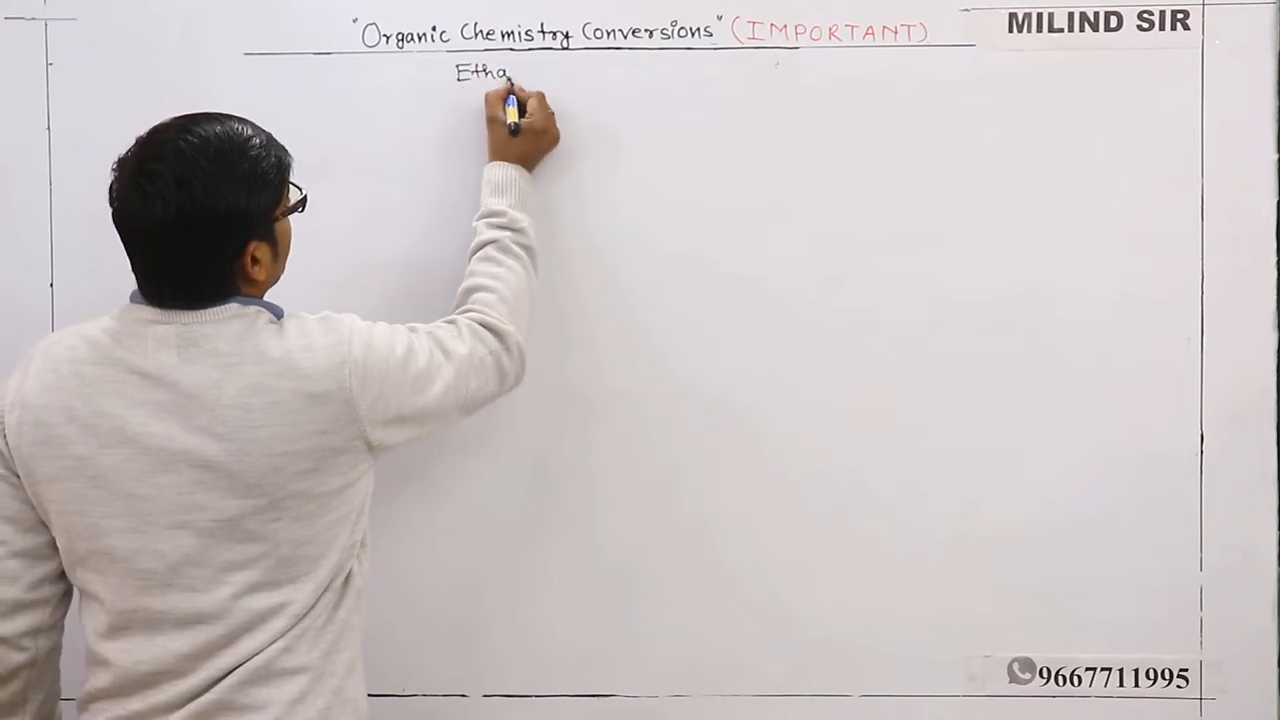 "Organic Chemistry Conversions" (IMPORTANT)
MILIND SIR
Etha
9667711995